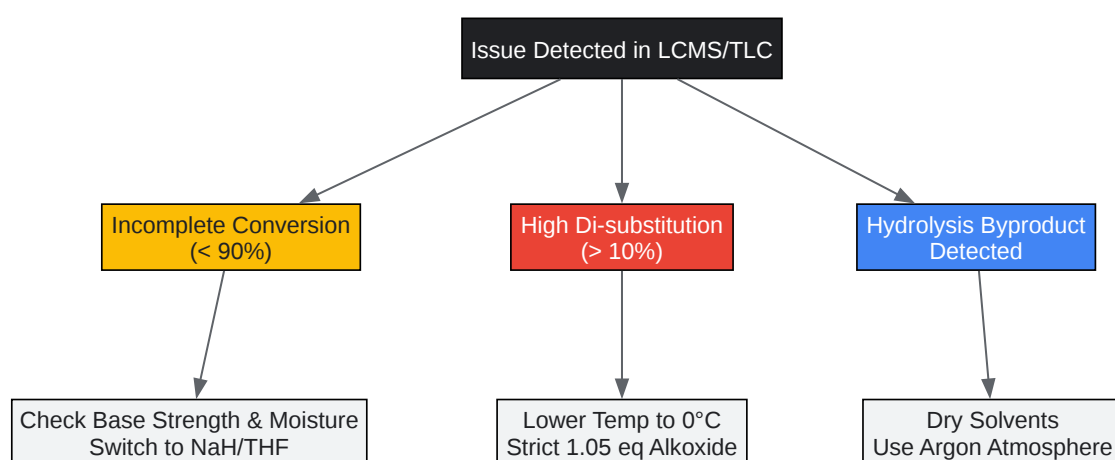 Issue Detected in LCMS/TLC
Incomplete Conversion
(< 90%)
High Di-substitution
(> 10%)
Hydrolysis Byproduct
Detected
Check Base Strength & Moisture
Switch to NaH/THF
Lower Temp to 0°C
Strict 1.05 eq Alkoxide
Dry Solvents
Use Argon Atmosphere